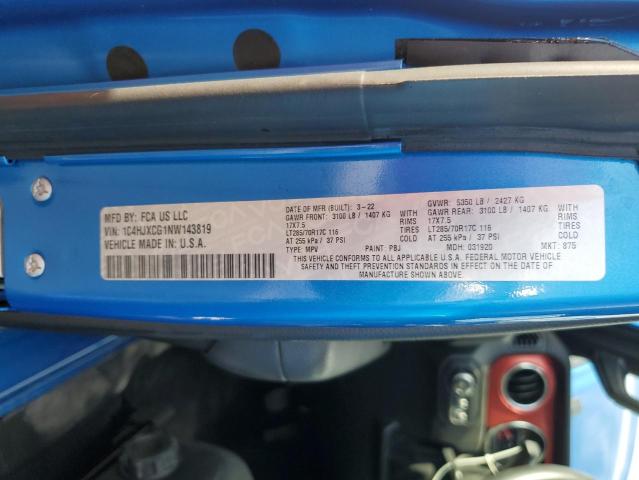 MFD BY: FCA US LLC
VIN: 1C4HJXCG1NW143819
VEHICLE MADE IN: U.S.A.
DATE OF MFR (BUILT): 3-22
GAWR FRONT: 3100 LB / 1407 KG WITH
17X7.5 RIMS
LT285/70R17C 116 TIRES
AT 255 kPa / 37 PSI COLD
TYPE: MPV PAINT: PBJ
GVWR: 5350 LB / 2427 KG
GAWR REAR: 3100 LB / 1407 KG WITH
17X7.5 RIMS
LT285/70R17C 116 TIRES
AT 255 kPa / 37 PSI COLD
MDH: 031920 MKT: 875
THIS VEHICLE CONFORMS TO ALL APPLICABLE U.S.A. FEDERAL MOTOR VEHICLE
SAFETY, BUMPER, AND THEFT PREVENTION STANDARDS IN EFFECT ON THE DATE OF
MANUFACTURE SHOWN ABOVE.